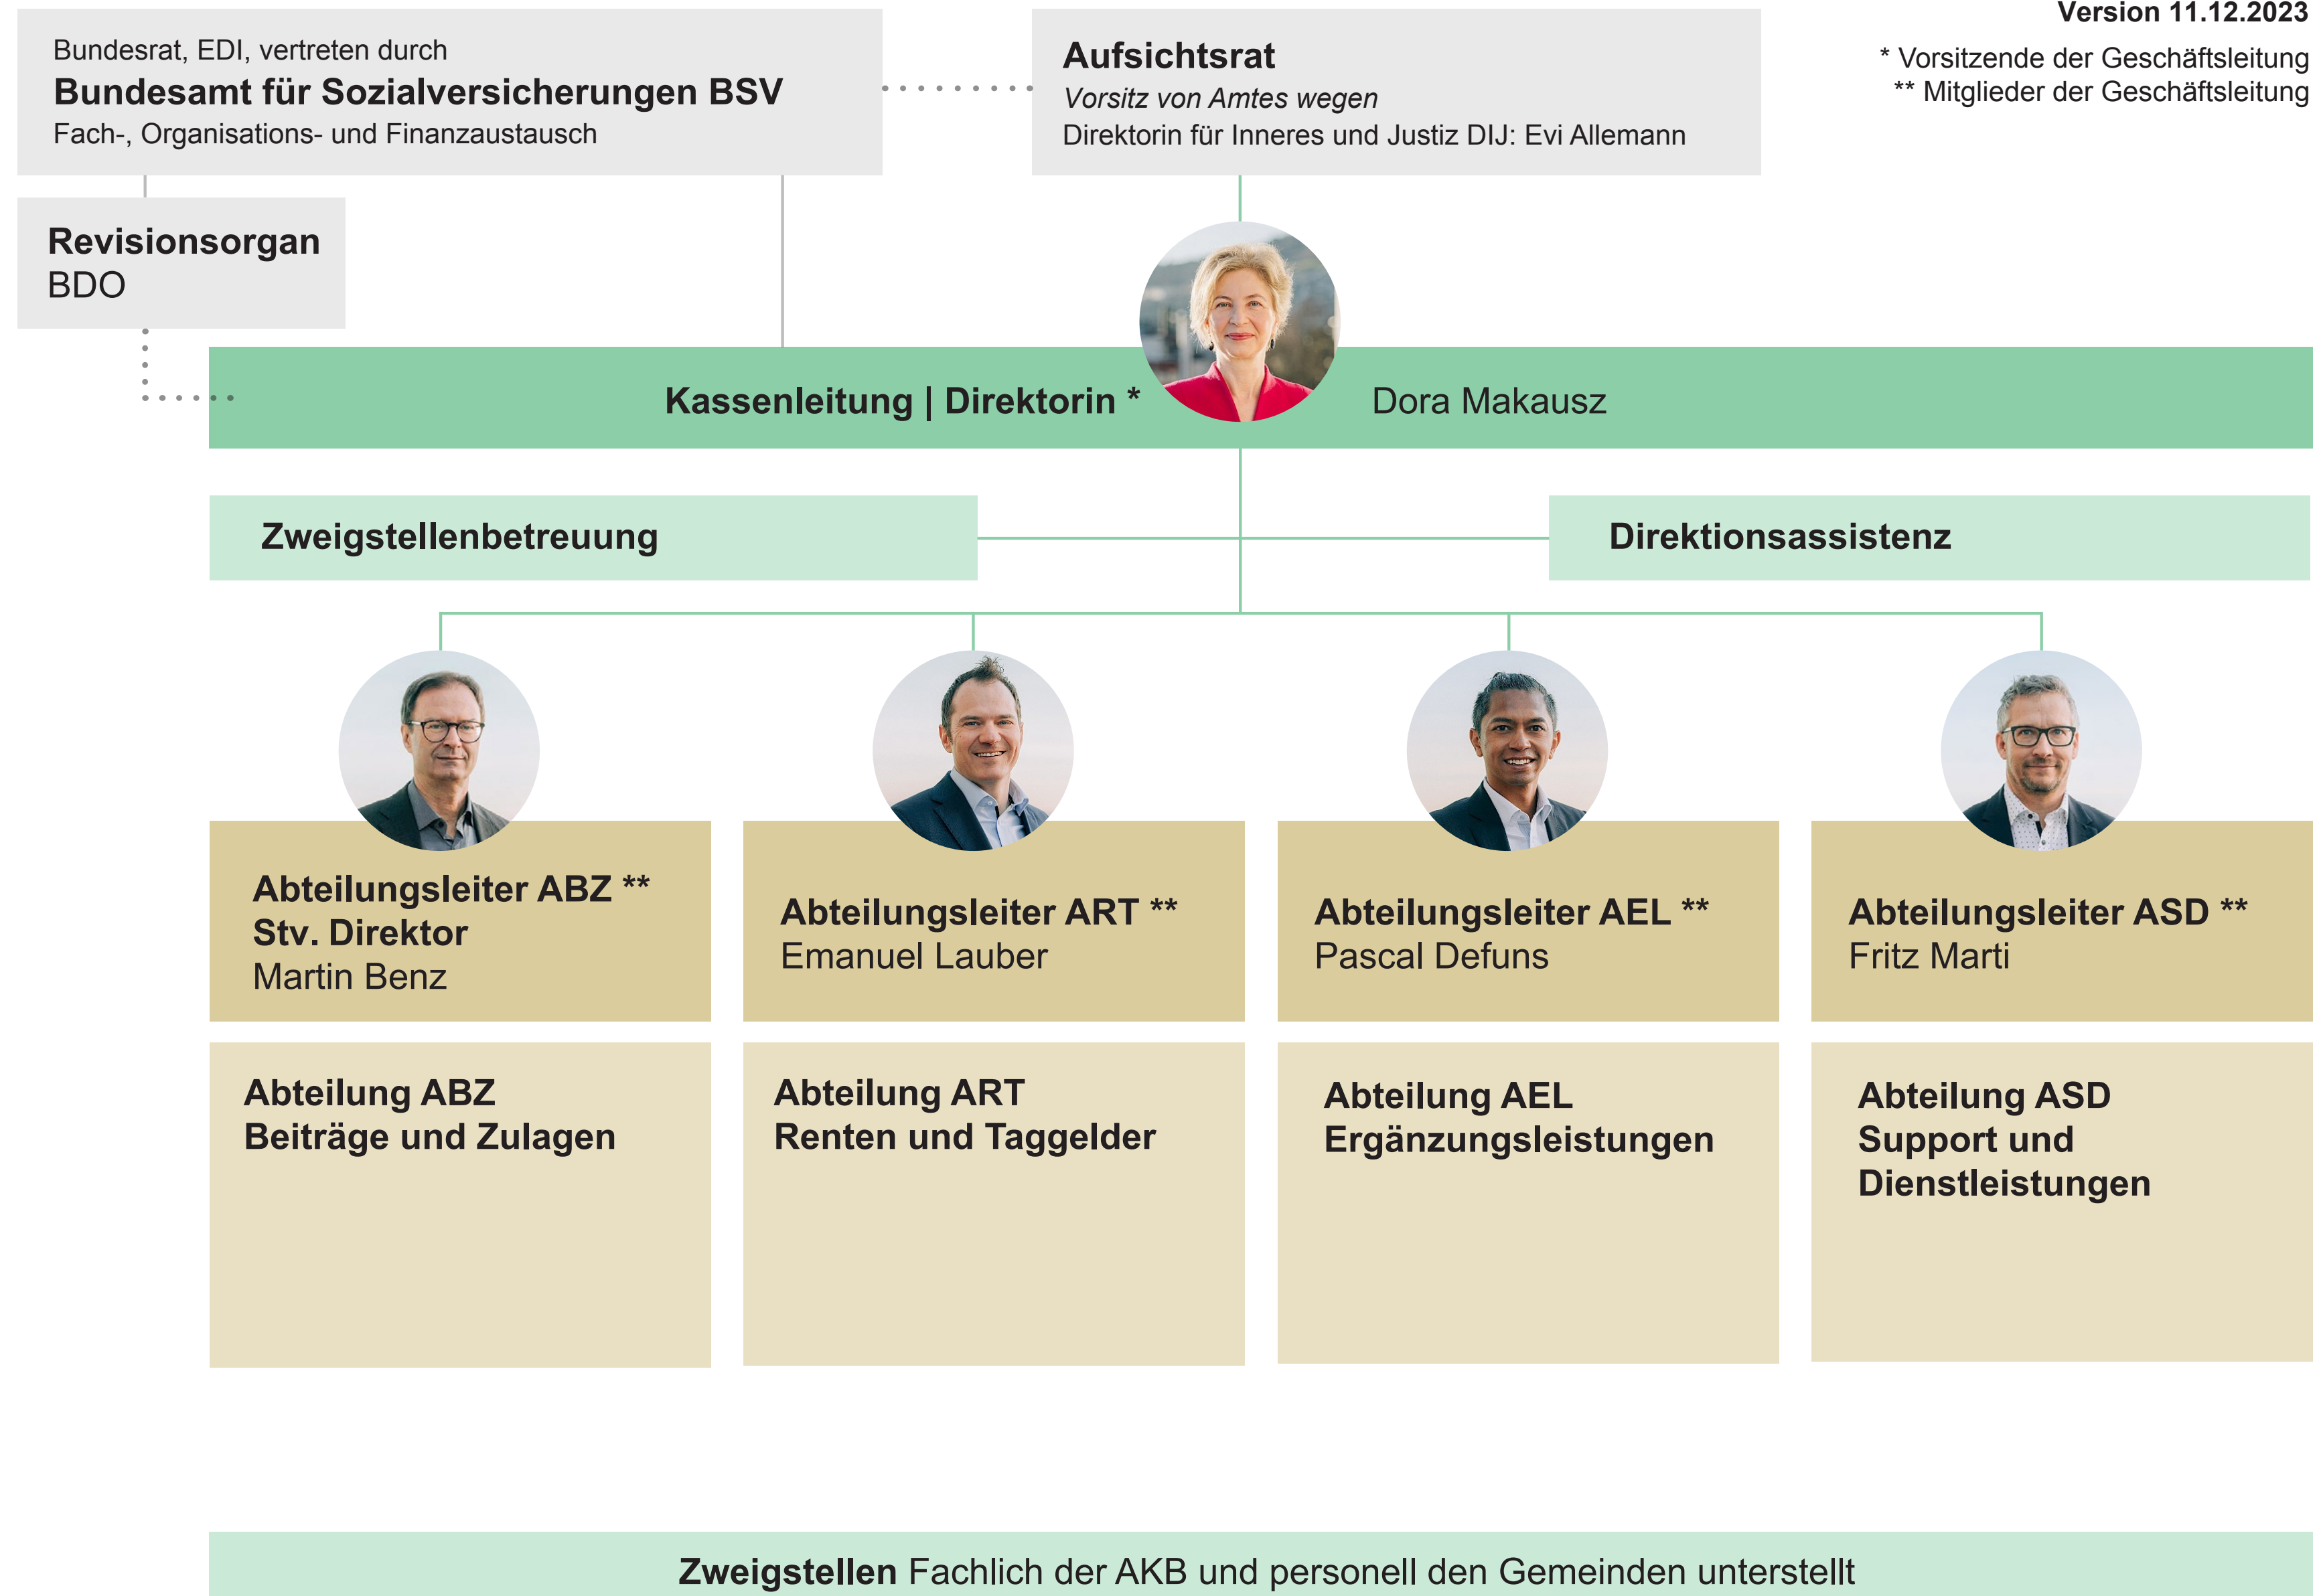 Version 11.12.2023
* Vorsitzende der Geschäftsleitung
** Mitglieder der Geschäftsleitung
Bundesrat, EDI, vertreten durch
Bundesamt für Sozialversicherungen BSV
Fach-, Organisations- und Finanzaustausch
Aufsichtsrat
Vorsitz von Amtes wegen
Direktorin für Inneres und Justiz DIJ: Evi Allemann
Revisionsorgan
BDO
Kassenleitung | Direktorin *
Dora Makausz
Zweigstellenbetreuung
Direktionsassistenz
Abteilungsleiter ABZ **
Stv. Direktor
Martin Benz
Abteilungsleiter ART **
Emanuel Lauber
Abteilungsleiter AEL **
Pascal Defuns
Abteilungsleiter ASD **
Fritz Marti
Abteilung ABZ
Beiträge und Zulagen
Abteilung ART
Renten und Taggelder
Abteilung AEL
Ergänzungsleistungen
Abteilung ASD
Support und
Dienstleistungen
Zweigstellen Fachlich der AKB und personell den Gemeinden unterstellt